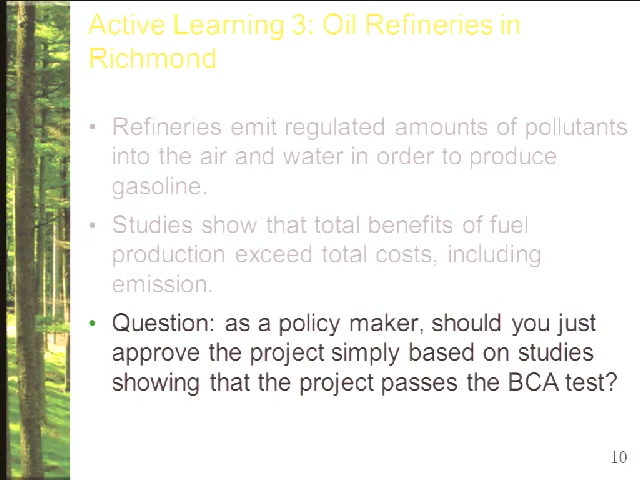 Active Learning 3: Oil Refineries in
Richmond
• Refineries emit regulated amounts of pollutants
into the air and water in order to produce
gasoline.
• Studies show that total benefits of fuel
production exceed total costs, including
emission.
• Question: as a policy maker, should you just
approve the project simply based on studies
showing that the project passes the BCA test?
10